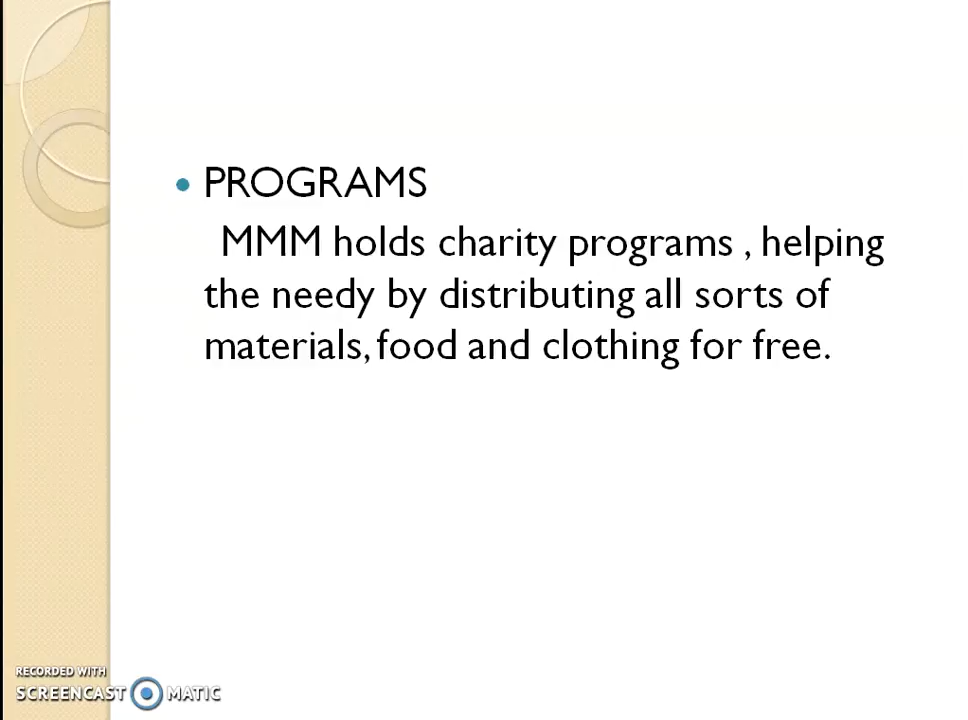 PROGRAMS
MMM holds charity programs , helping
the needy by distributing all sorts of
materials, food and clothing for free.
RECORDED WITH
SCREENCAST MATIC